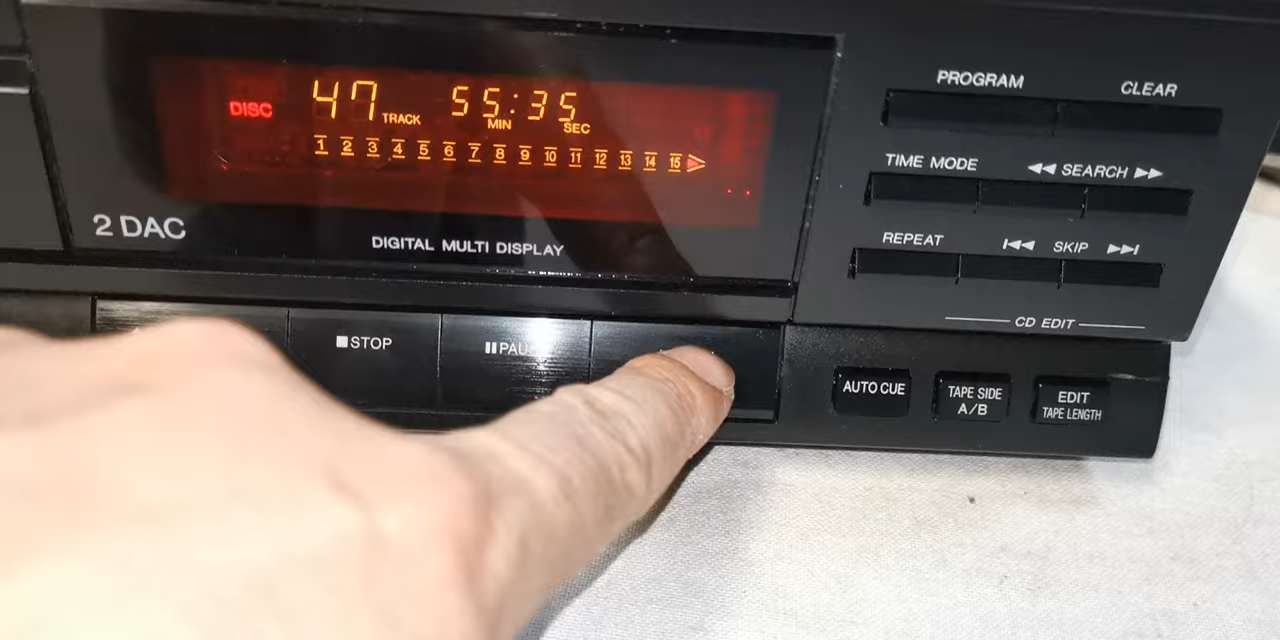 DISC 47 TRACK 55:35 MIN SEC
1 2 3 4 5 6 7 8 9 10 11 12 13 14 15
2 DAC
DIGITAL MULTI DISPLAY
PROGRAM CLEAR
TIME MODE ◀◀ SEARCH ▶▶
REPEAT I◀◀ SKIP ▶▶I
CD EDIT
■STOP
AUTO CUE
TAPE SIDE
A/B
EDIT
TAPE LENGTH